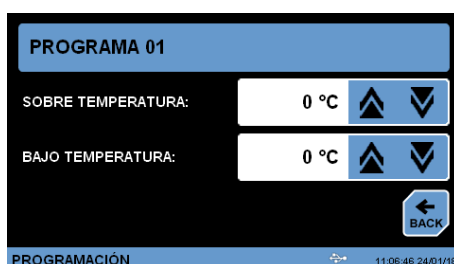 PROGRAMA 01
SOBRE TEMPERATURA: 0 °C
BAJO TEMPERATURA: 0 °C
BACK
PROGRAMACIÓN 11:06:46 24/01/18